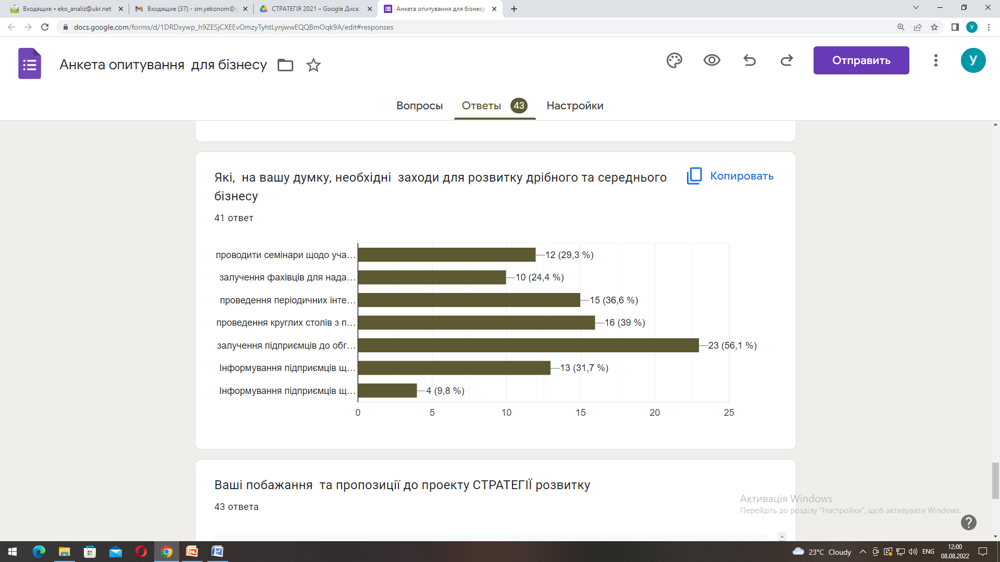 Входящие • eko_analiz@ukr.net
Входящие (37) - sm.yekonom@g
СТРАТЕГІЯ 2021 – Google Диск
Анкета опитування для бізнесу
docs.google.com/forms/d/1DRDxywp_h9ZESjCXEEvOmzyTyhtLynjwwEQQBmOqk9A/edit#responses
У
Анкета опитування для бізнесу
Отправить
У
Вопросы
Ответы 43
Настройки
Які, на вашу думку, необхідні заходи для розвитку дрібного та середнього
бізнесу
Копировать
41 ответ
проводити семінари щодо уча… 12 (29,3 %)
залучення фахівців для нада… 10 (24,4 %)
проведення періодичних інте… 15 (36,6 %)
проведення круглих столів з п… 16 (39 %)
залучення підприємців до обг… 23 (56,1 %)
Інформування підприємців щ… 13 (31,7 %)
Інформування підприємців щ… 4 (9,8 %)
0 5 10 15 20 25
Ваші побажання та пропозиції до проекту СТРАТЕГІЇ розвитку
43 ответа
Активація Windows
Перейдіть до розділу "Настройки", щоб активувати Windows.
23°C Cloudy
ENG
12:00
08.08.2022